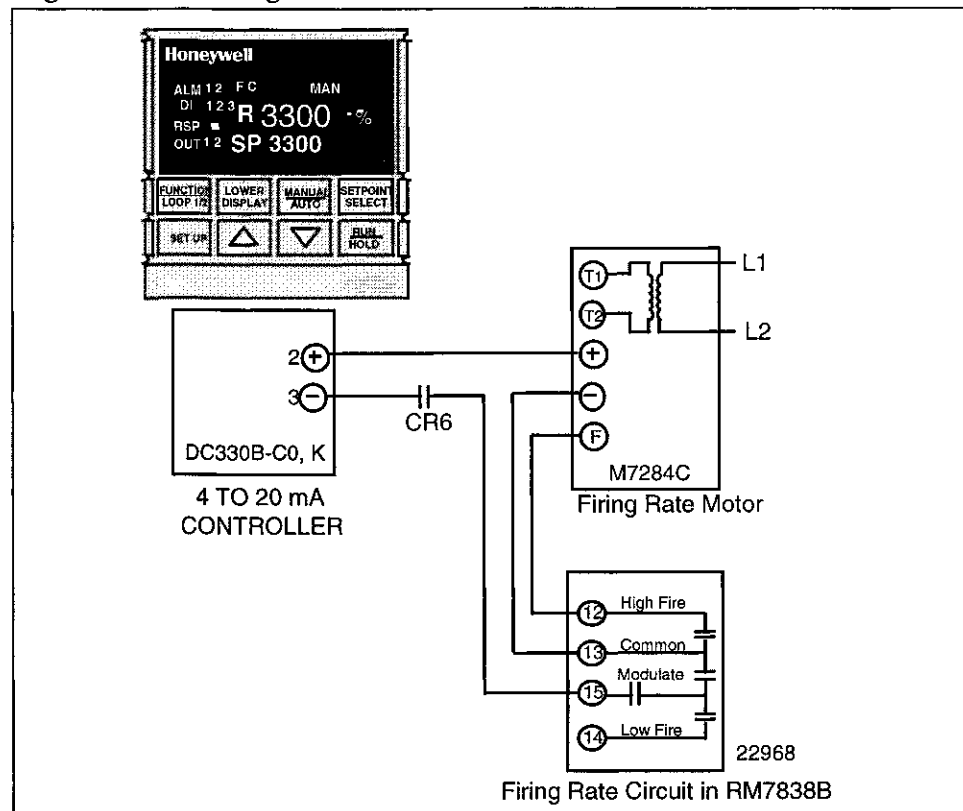 Honeywell
ALM 1 2 F C MAN
DI 1 2 3 R 3300 %
RSP
OUT 1 2 SP 3300
FUNCTION LOOP 1/2
LOWER DISPLAY
MANUAL AUTO
SETPOINT SELECT
SET UP
RUN HOLD
T1
L1
T2
L2
2 +
+
3 −
−
CR6
F
DC330B-C0, K
M7284C
4 TO 20 mA
CONTROLLER
Firing Rate Motor
12 High Fire
13 Common
Modulate
15
14 Low Fire
22968
Firing Rate Circuit in RM7838B